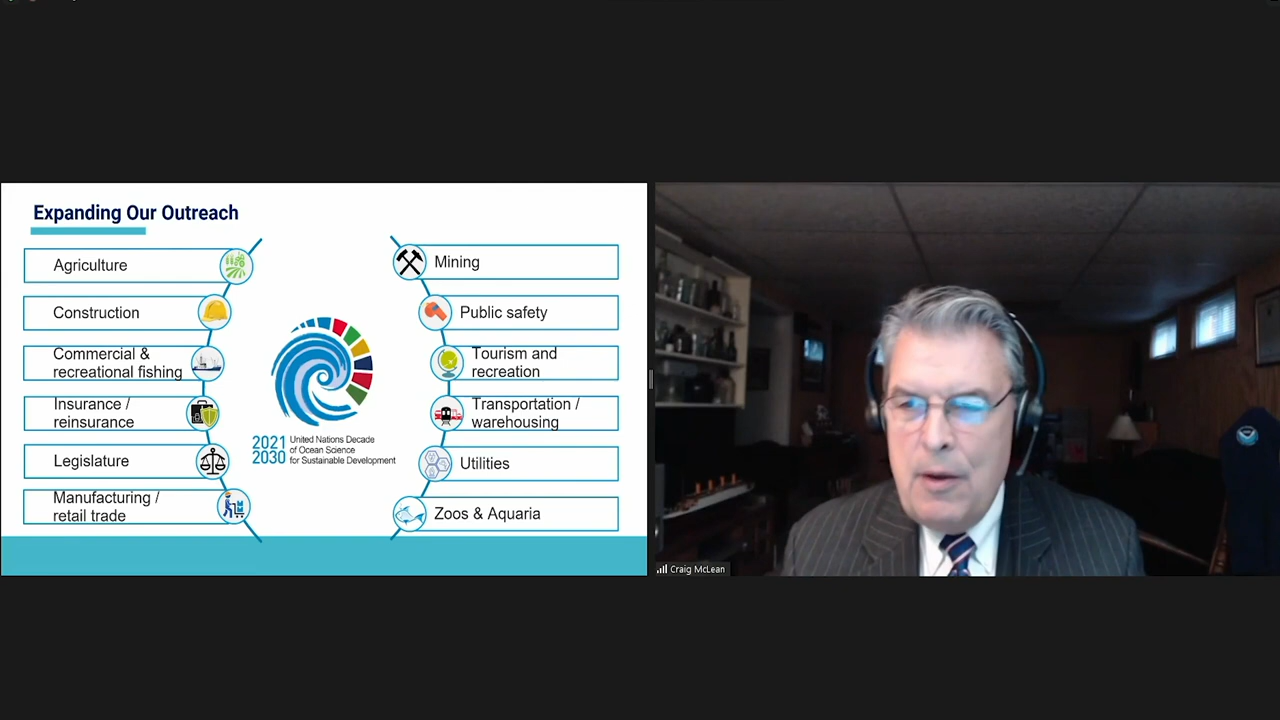 Expanding Our Outreach
Agriculture
Construction
Commercial &
recreational fishing
Insurance /
reinsurance
Legislature
Manufacturing /
retail trade
2021
2030
United Nations Decade
of Ocean Science
for Sustainable Development
Mining
Public safety
Tourism and
recreation
Transportation /
warehousing
Utilities
Zoos & Aquaria
Craig McLean